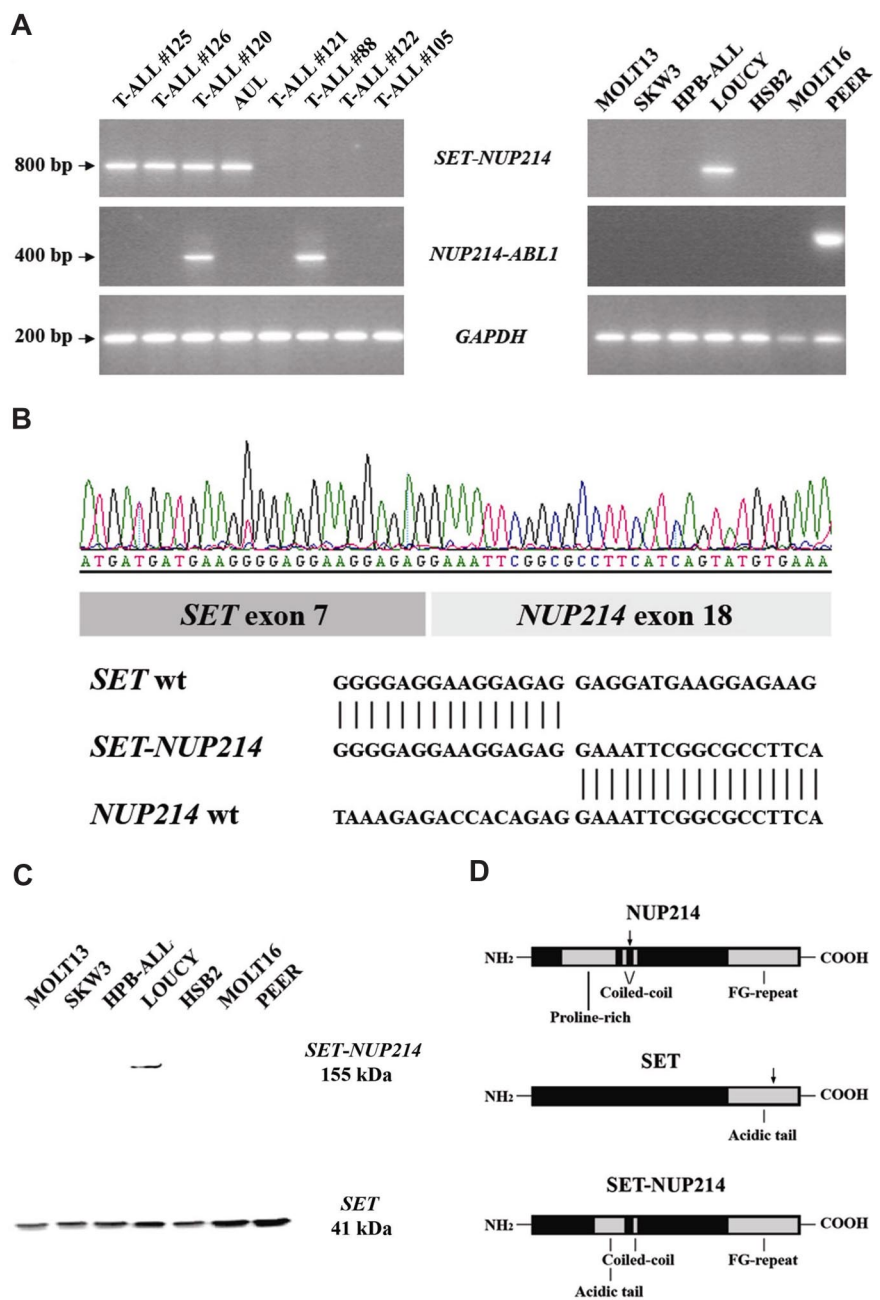 A
T-ALL #125
T-ALL #126
T-ALL #120
AUL
T-ALL #121
T-ALL #88
T-ALL #122
T-ALL #105
MOLT13
SKW3
HPB-ALL
LOUCY
HSB2
MOLT16
PEER
800 bp
SET-NUP214
400 bp
NUP214-ABL1
200 bp
GAPDH
B
ATGATGATGAAGGGGAGGAAGGAGAGGAAATTCGGCGCCTTCATCAGTATGTGAAA
SET exon 7
NUP214 exon 18
SET wt
GGGGAGGAAGGAGAG GAGGATGAAGGAGAAG
SET-NUP214
GGGGAGGAAGGAGAG GAAATTCGGCGCCTTCA
NUP214 wt
TAAAGAGACCACAGAG GAAATTCGGCGCCTTCA
C
MOLT13
SKW3
HPB-ALL
LOUCY
HSB2
MOLT16
PEER
SET-NUP214
155 kDa
SET
41 kDa
D
NUP214
NH2
COOH
Coiled-coil
FG-repeat
Proline-rich
SET
NH2
COOH
Acidic tail
SET-NUP214
NH2
COOH
Coiled-coil
FG-repeat
Acidic tail